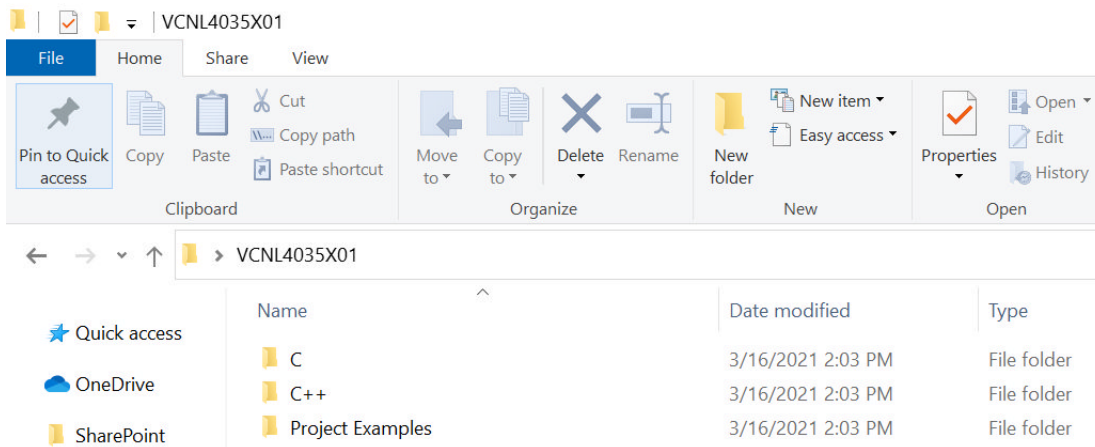 VCNL4035X01
File Home Share View
Pin to Quick access
Copy
Paste
Cut
Copy path
Paste shortcut
Move to
Copy to
Delete
Rename
New folder
New item
Easy access
Properties
Open
Edit
History
Clipboard Organize New Open
VCNL4035X01
Name Date modified Type
Quick access
OneDrive
SharePoint
C 3/16/2021 2:03 PM File folder
C++ 3/16/2021 2:03 PM File folder
Project Examples 3/16/2021 2:03 PM File folder